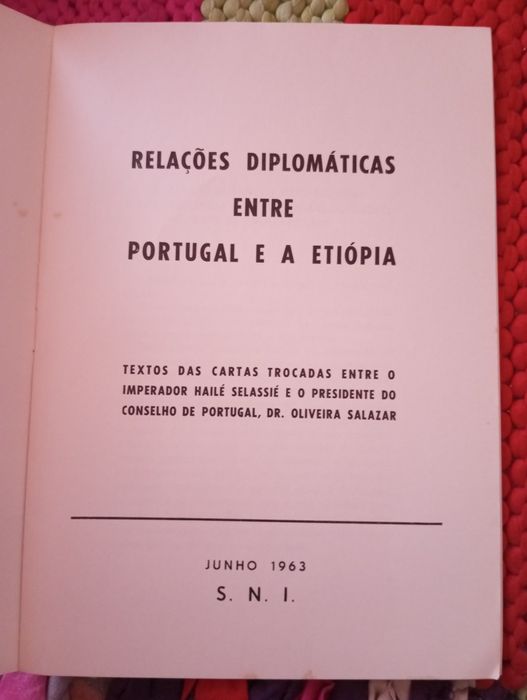 RELAÇÕES DIPLOMÁTICAS
ENTRE
PORTUGAL E A ETIÓPIA
TEXTOS DAS CARTAS TROCADAS ENTRE O
IMPERADOR HAILÉ SELASSIÉ E O PRESIDENTE DO
CONSELHO DE PORTUGAL, DR. OLIVEIRA SALAZAR
JUNHO 1963
S. N. I.